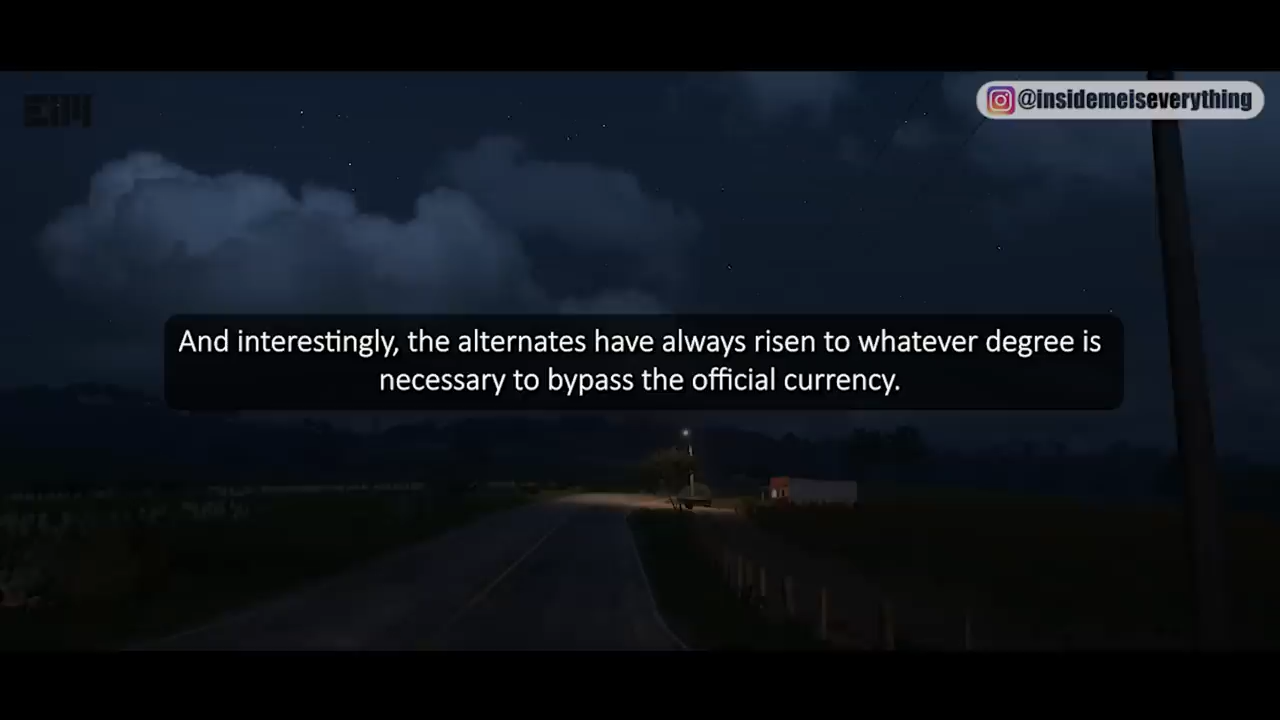 @insidemeiseverything
And interestingly, the alternates have always risen to whatever degree is
necessary to bypass the official currency.